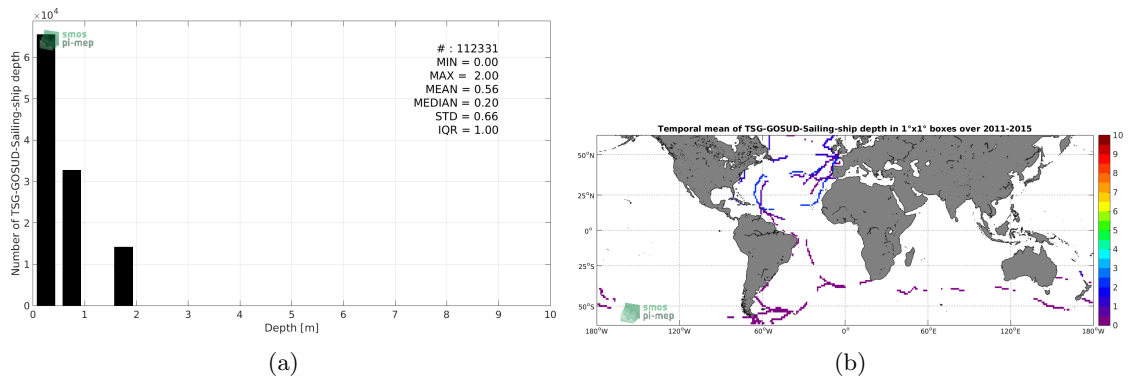 ×10⁴
smos
pi-mep
# : 112331
MIN = 0.00
MAX = 2.00
MEAN = 0.56
MEDIAN = 0.20
STD = 0.66
IQR = 1.00
Number of TSG-GOSUD-Sailing-ship depth
6
5
4
3
2
1
0
0 1 2 3 4 5 6 7 8 9 10
Depth [m]
(a)
Temporal mean of TSG-GOSUD-Sailing-ship depth in 1°x1° boxes over 2011-2015
50°N
25°N
0°
25°S
50°S
180°W 120°W 60°W 0° 60°E 120°E 180°E
smos
pi-mep
10
9
8
7
6
5
4
3
2
1
0
(b)